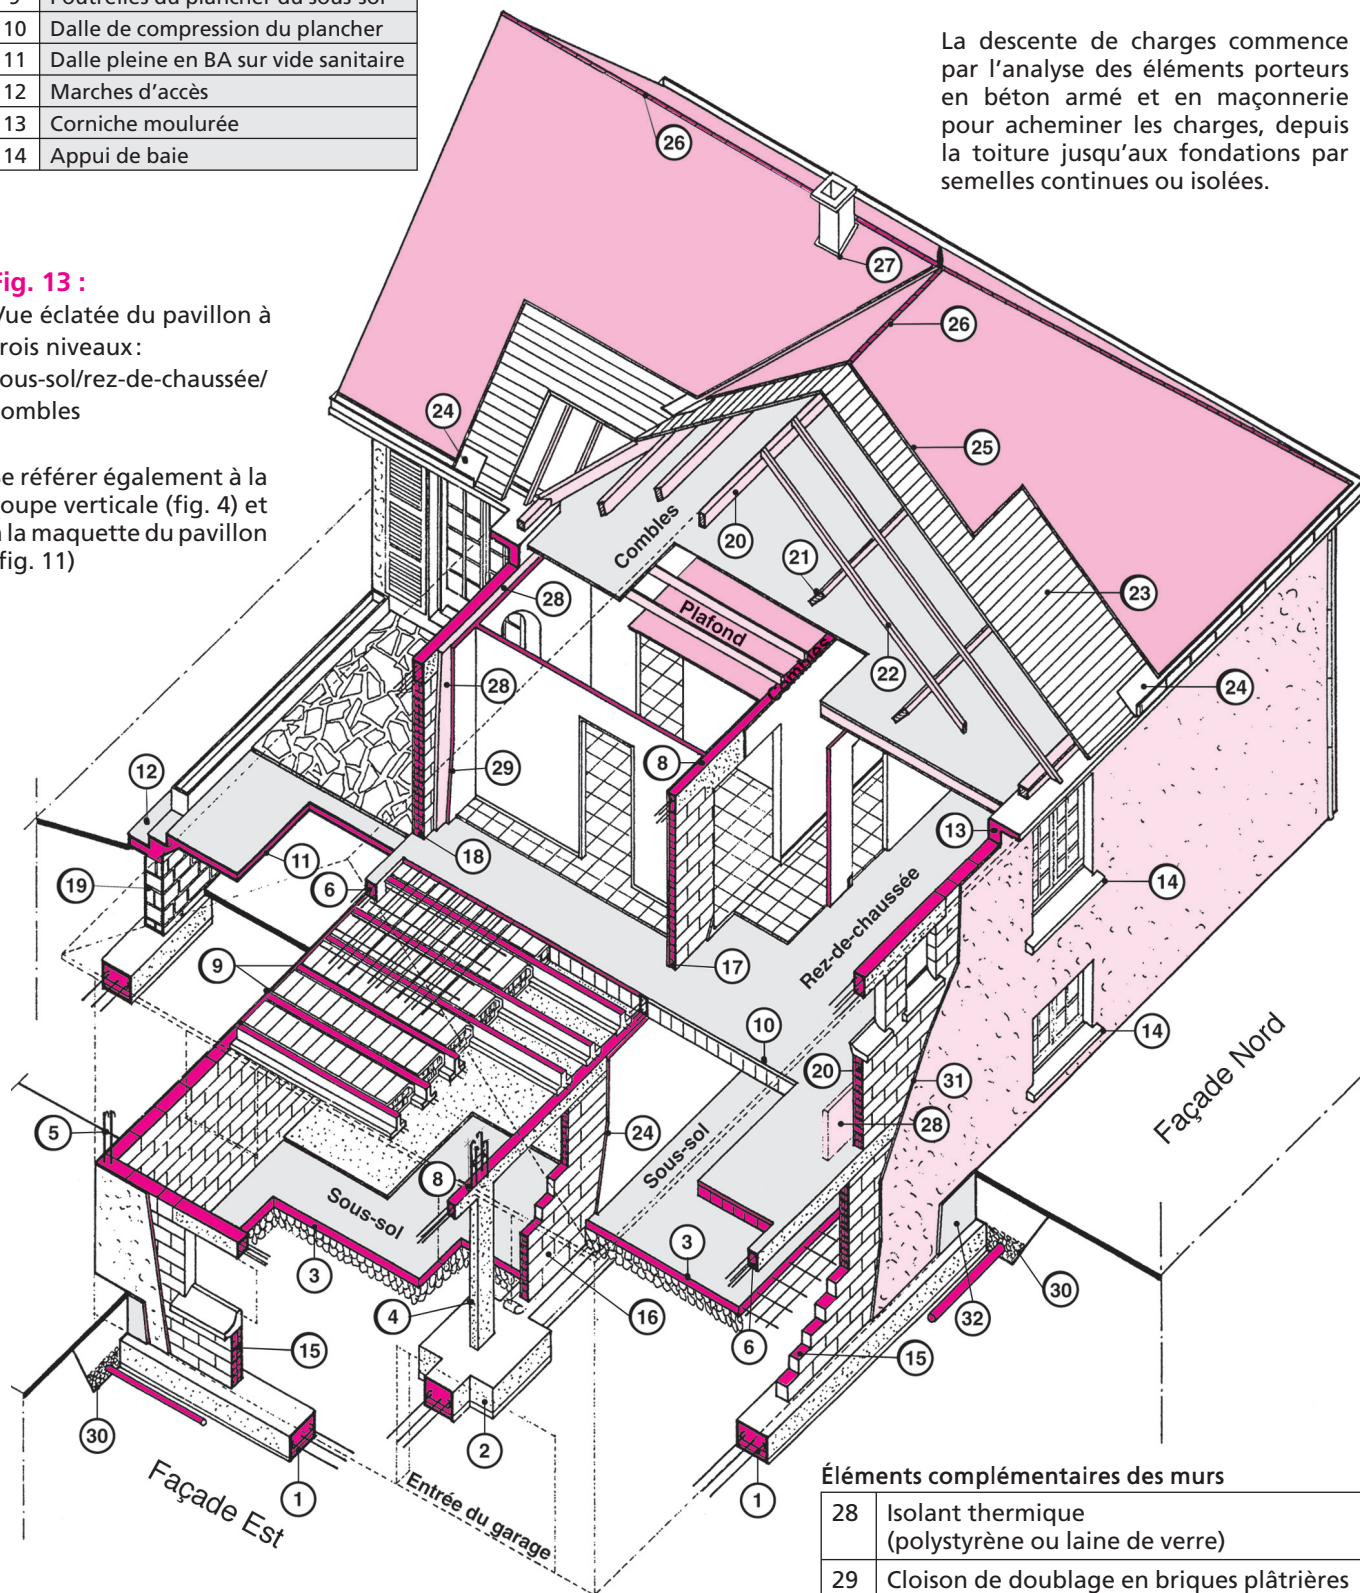 9 Poutrelles du plancher du sous-sol
10 Dalle de compression du plancher
11 Dalle pleine en BA sur vide sanitaire
12 Marches d'accès
13 Corniche moulurée
14 Appui de baie
La descente de charges commence
par l'analyse des éléments porteurs
en béton armé et en maçonnerie
pour acheminer les charges, depuis
la toiture jusqu'aux fondations par
semelles continues ou isolées.
Fig. 13 :
Vue éclatée du pavillon à
trois niveaux :
sous-sol/rez-de-chaussée/
combles
Se référer également à la
coupe verticale (fig. 4) et
à la maquette du pavillon
(fig. 11)
26
27
26
24
25
Combles
20
21
23
28
Plafond
Combles
22
28
24
29
8
12
13
18
11
6
14
19
Rez-de-chaussée
9
17
10
20
14
31
Façade Nord
5
24
28
Sous-sol
8
Sous-sol
3
3
30
4
16
6
32
15
15
30
2
1
1
Façade Est
Entrée du garage
Éléments complémentaires des murs
28 Isolant thermique
(polystyrène ou laine de verre)
29 Cloison de doublage en briques plâtrières